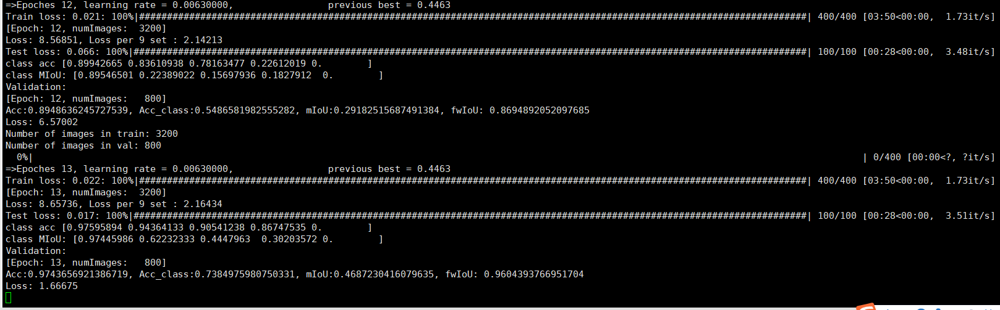 =>Epoches 12, learning rate = 0.00630000,                 previous best = 0.4463
Train loss: 0.021: 100%|########################################################################################################################| 400/400 [03:50<00:00,  1.73it/s]
[Epoch: 12, numImages:  3200]
Loss: 8.56851, Loss per 9 set : 2.14213
Test loss: 0.066: 100%|#########################################################################################################################| 100/100 [00:28<00:00,  3.48it/s]
class acc [0.89942665 0.83610938 0.78163477 0.22612019 0.        ]
class MIoU: [0.89546501 0.22389022 0.15697936 0.1827912  0.        ]
Validation:
[Epoch: 12, numImages:   800]
Acc:0.8948636245727539, Acc_class:0.5486581982555282, mIoU:0.29182515687491384, fwIoU: 0.8694892052097685
Loss: 6.57002
Number of images in train: 3200
Number of images in val: 800
  0%|                                                                                                                                                     | 0/400 [00:00<?, ?it/s]
=>Epoches 13, learning rate = 0.00630000,                 previous best = 0.4463
Train loss: 0.022: 100%|########################################################################################################################| 400/400 [03:50<00:00,  1.73it/s]
[Epoch: 13, numImages:  3200]
Loss: 8.65736, Loss per 9 set : 2.16434
Test loss: 0.017: 100%|#########################################################################################################################| 100/100 [00:28<00:00,  3.51it/s]
class acc [0.97595894 0.94364133 0.90541238 0.86747535 0.        ]
class MIoU: [0.97445986 0.62232333 0.4447963  0.30203572 0.        ]
Validation:
[Epoch: 13, numImages:   800]
Acc:0.9743656921386719, Acc_class:0.7384975980750331, mIoU:0.4687230416079635, fwIoU: 0.9604393766951704
Loss: 1.66675